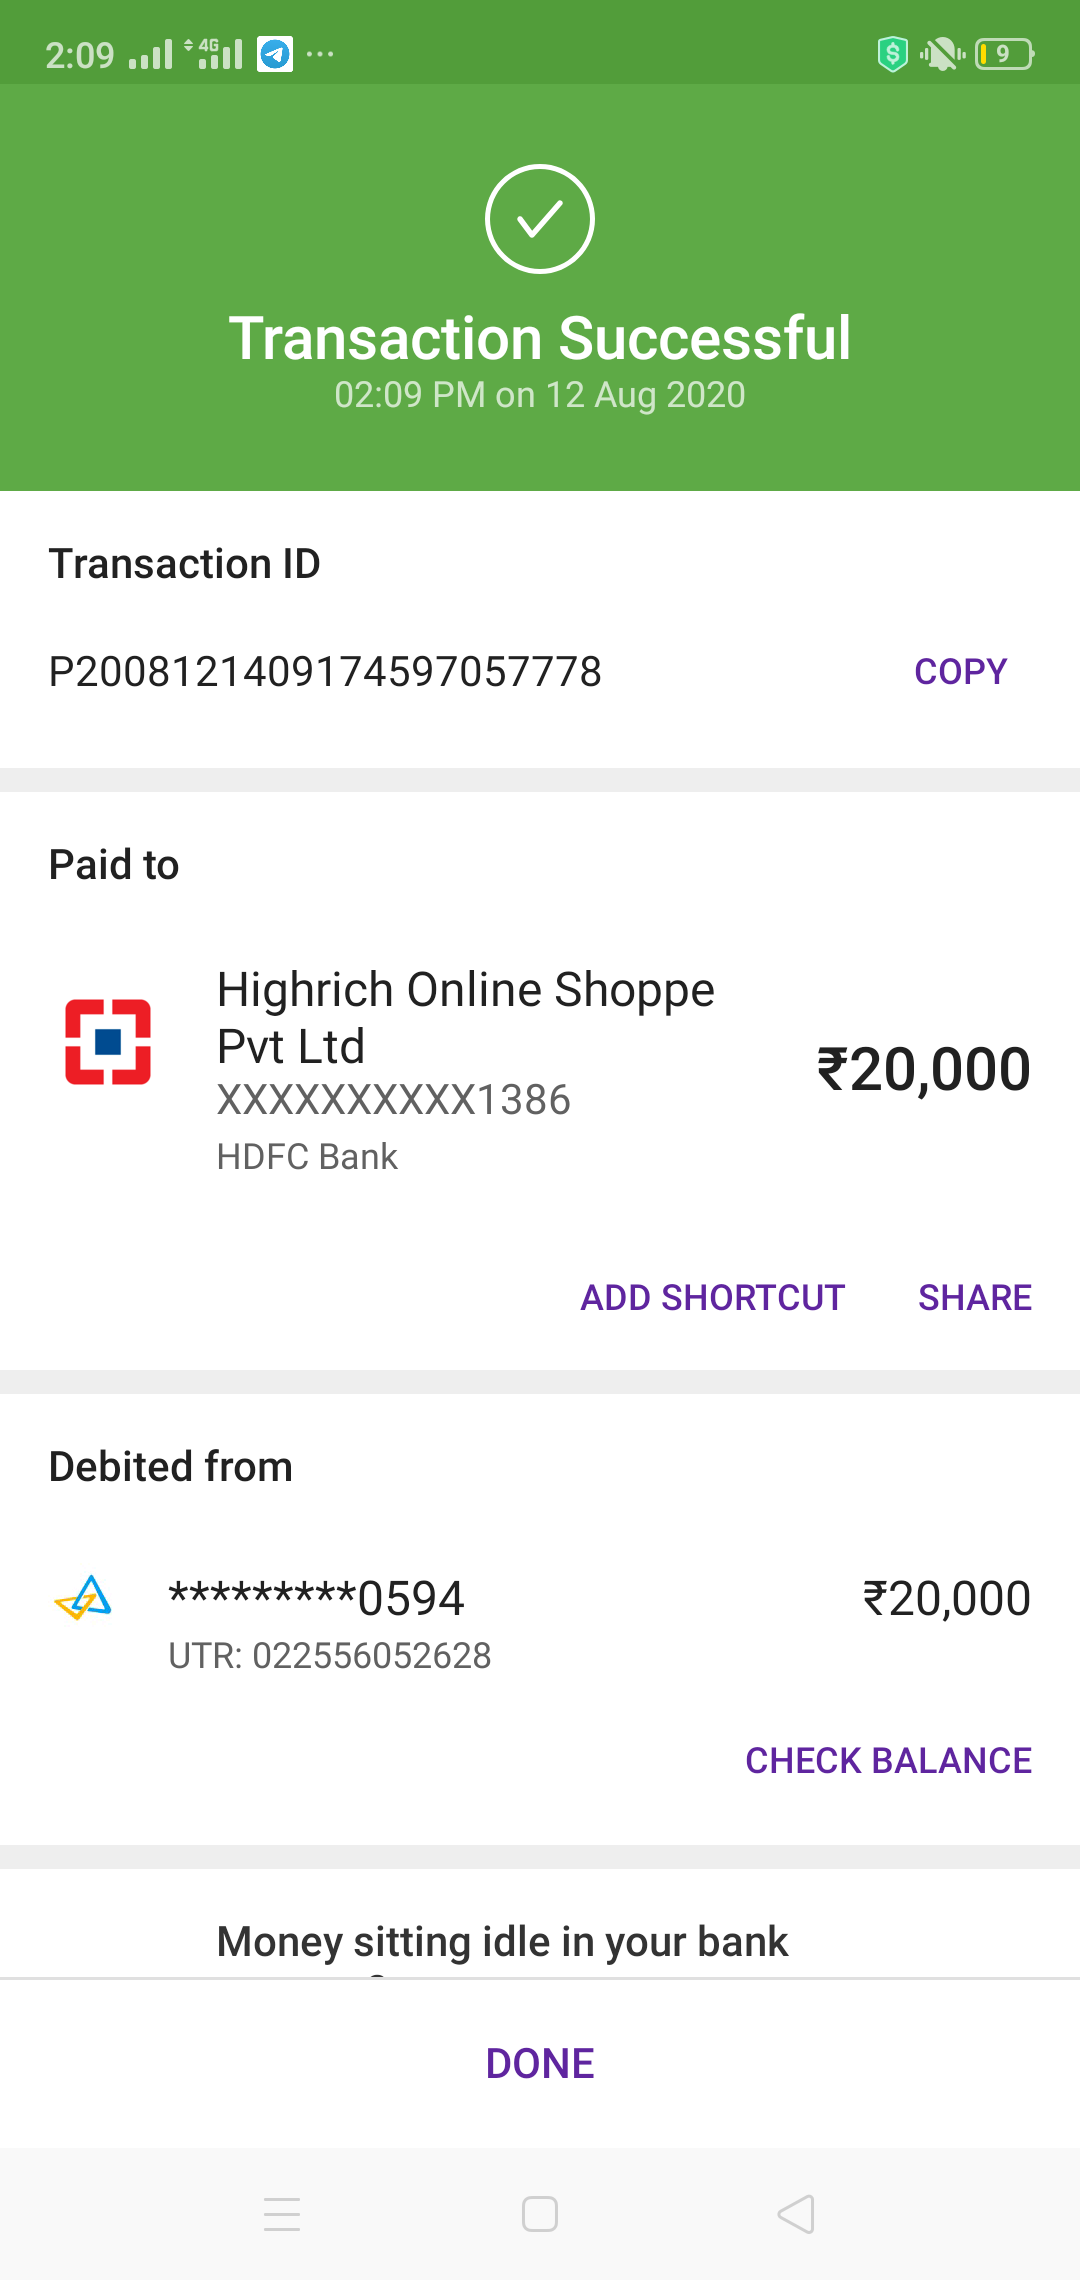 2:09 4G ... 9
Transaction Successful
02:09 PM on 12 Aug 2020
Transaction ID
P2008121409174597057778 COPY
Paid to
Highrich Online Shoppe
Pvt Ltd
₹20,000
XXXXXXXXXX1386
HDFC Bank
ADD SHORTCUT SHARE
Debited from
*********0594 ₹20,000
UTR: 022556052628
CHECK BALANCE
Money sitting idle in your bank
DONE